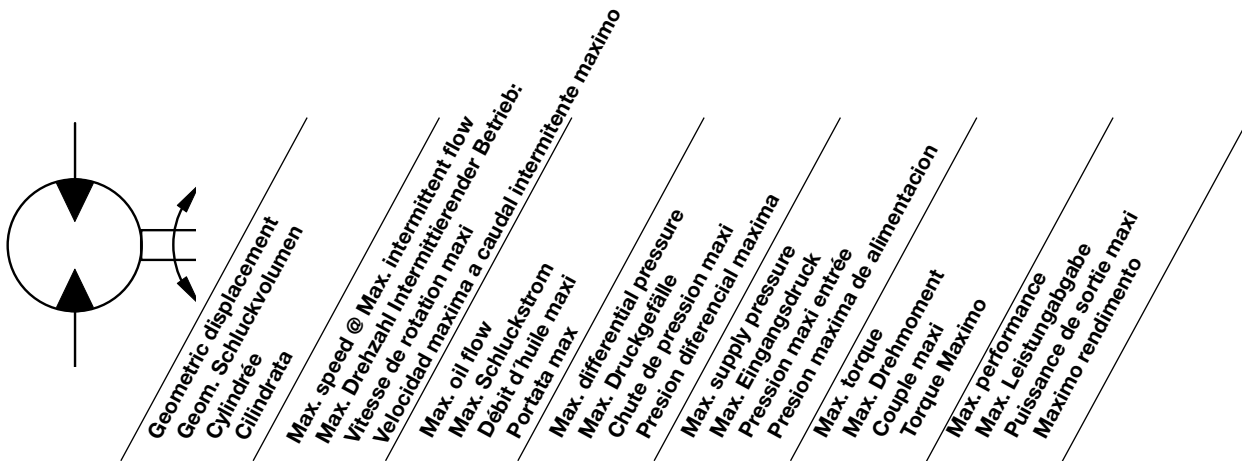 Geometric displacement
Geom. Schluckvolumen
Cylindrée
Cilindrata
Max. speed @ Max. intermittent flow
Max. Drehzahl Intermittierender Betrieb:
Vitesse de rotation maxi
Velocidad maxima a caudal intermitente maximo
Max. oil flow
Max. Schluckstrom
Débit d'huile maxi
Portata max
Max. differential pressure
Max. Druckgefälle
Chute de pression maxi
Presion diferencial maxima
Max. supply pressure
Max. Eingangsdruck
Pression maxi entrée
Presion maxima de alimentacion
Max. torque
Max. Drehmoment
Couple maxi
Torque Maximo
Max. performance
Max. Leistungabgabe
Puissance de sortie maxi
Maximo rendimento